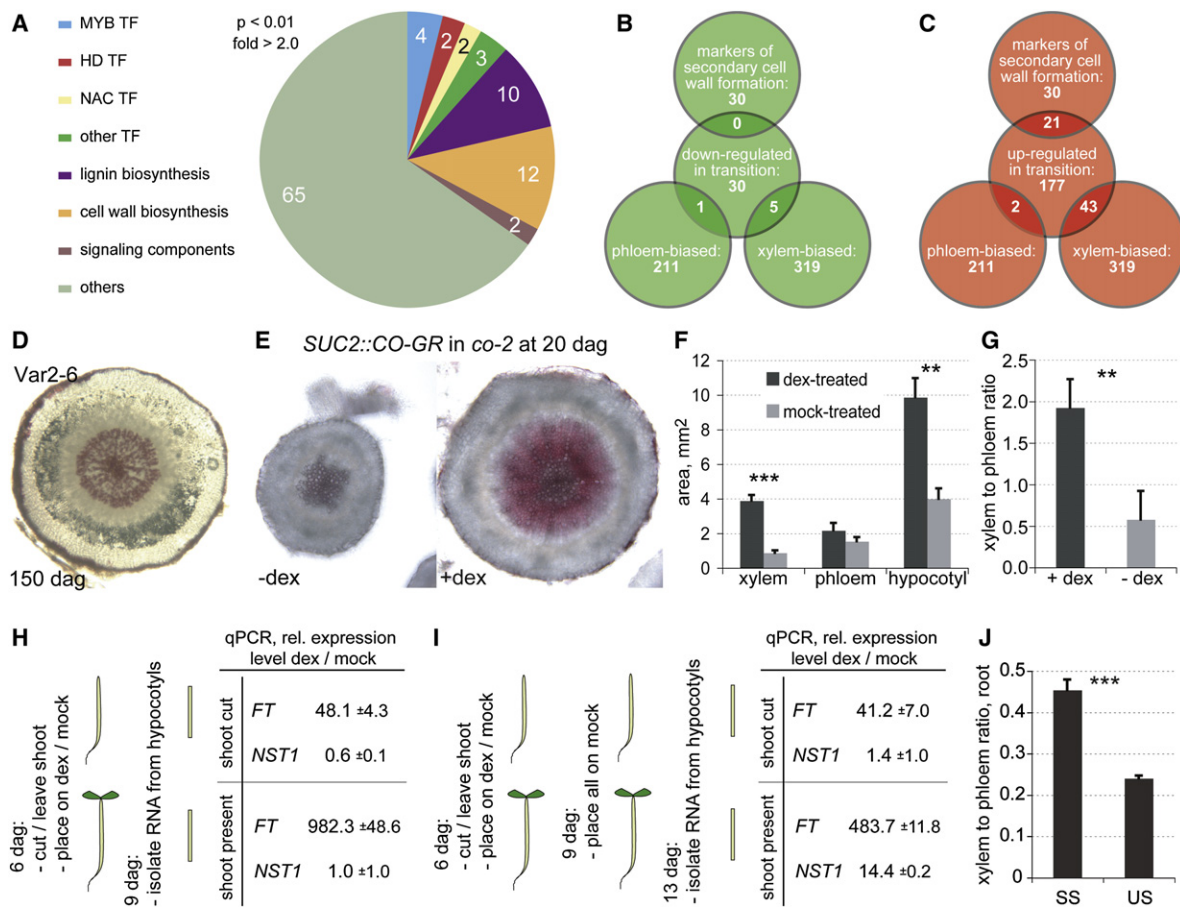 A
MYB TF
HD TF
NAC TF
other TF
lignin biosynthesis
cell wall biosynthesis
signaling components
others
p < 0.01
fold > 2.0
4
2
2
3
10
12
2
65
B
markers of
secondary cell
wall formation:
30
0
down-regulated
in transition:
30
1
5
phloem-biased:
211
xylem-biased:
319
C
markers of
secondary cell
wall formation:
30
21
up-regulated
in transition:
177
2
43
phloem-biased:
211
xylem-biased:
319
D
Var2-6
150 dag
E
SUC2::CO-GR in co-2 at 20 dag
-dex
+dex
F
area, mm2
12
10
8
6
4
2
0
dex-treated
mock-treated
***
**
xylem
phloem
hypocotyl
G
xylem to phloem ratio
2.5
2.0
1.5
1.0
0.5
0.0
**
+ dex
- dex
H
6 dag:
- cut / leave shoot
- place on dex / mock
9 dag:
- isolate RNA from hypocotyls
qPCR, rel. expression
level dex / mock
shoot cut
FT 48.1 ±4.3
NST1 0.6 ±0.1
shoot present
FT 982.3 ±48.6
NST1 1.0 ±1.0
I
6 dag:
- cut / leave shoot
- place on dex / mock
9 dag:
- place all on mock
13 dag:
- isolate RNA from hypocotyls
qPCR, rel. expression
level dex / mock
shoot cut
FT 41.2 ±7.0
NST1 1.4 ±1.0
shoot present
FT 483.7 ±11.8
NST1 14.4 ±0.2
J
xylem to phloem ratio, root
0.5
0.4
0.3
0.2
0.1
0
***
SS
US